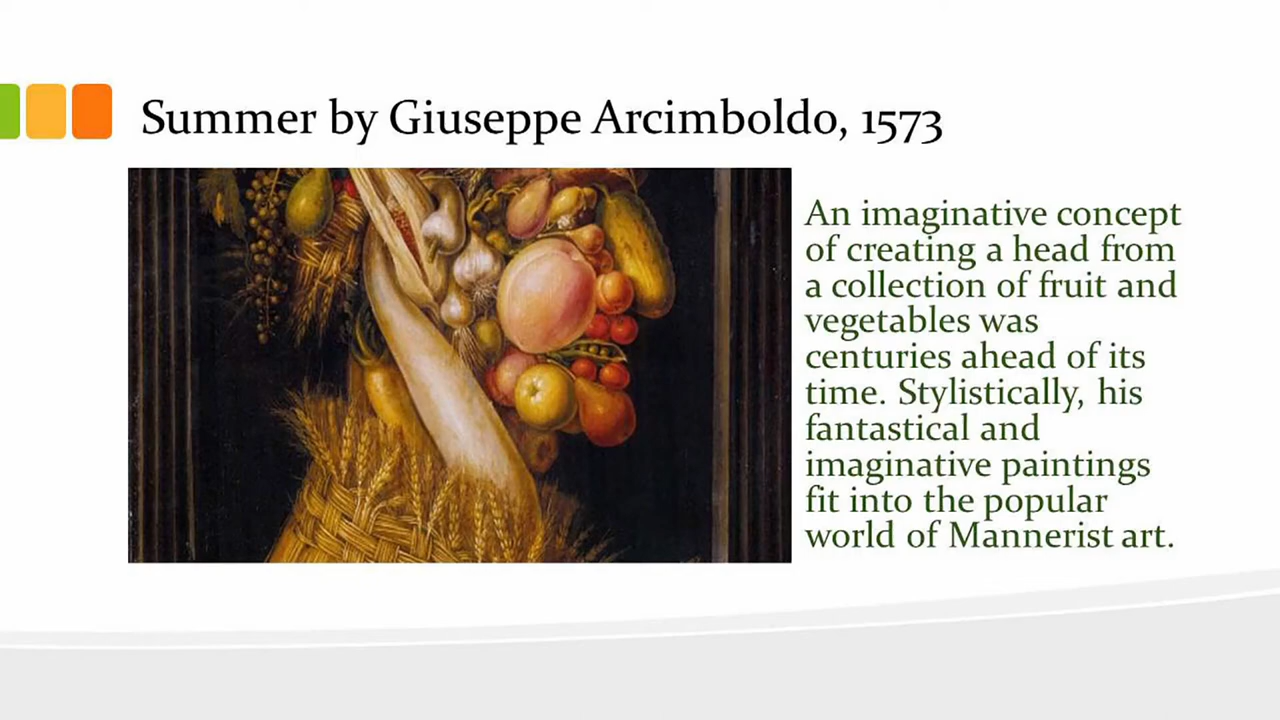 Summer by Giuseppe Arcimboldo, 1573
An imaginative concept
of creating a head from
a collection of fruit and
vegetables was
centuries ahead of its
time. Stylistically, his
fantastical and
imaginative paintings
fit into the popular
world of Mannerist art.